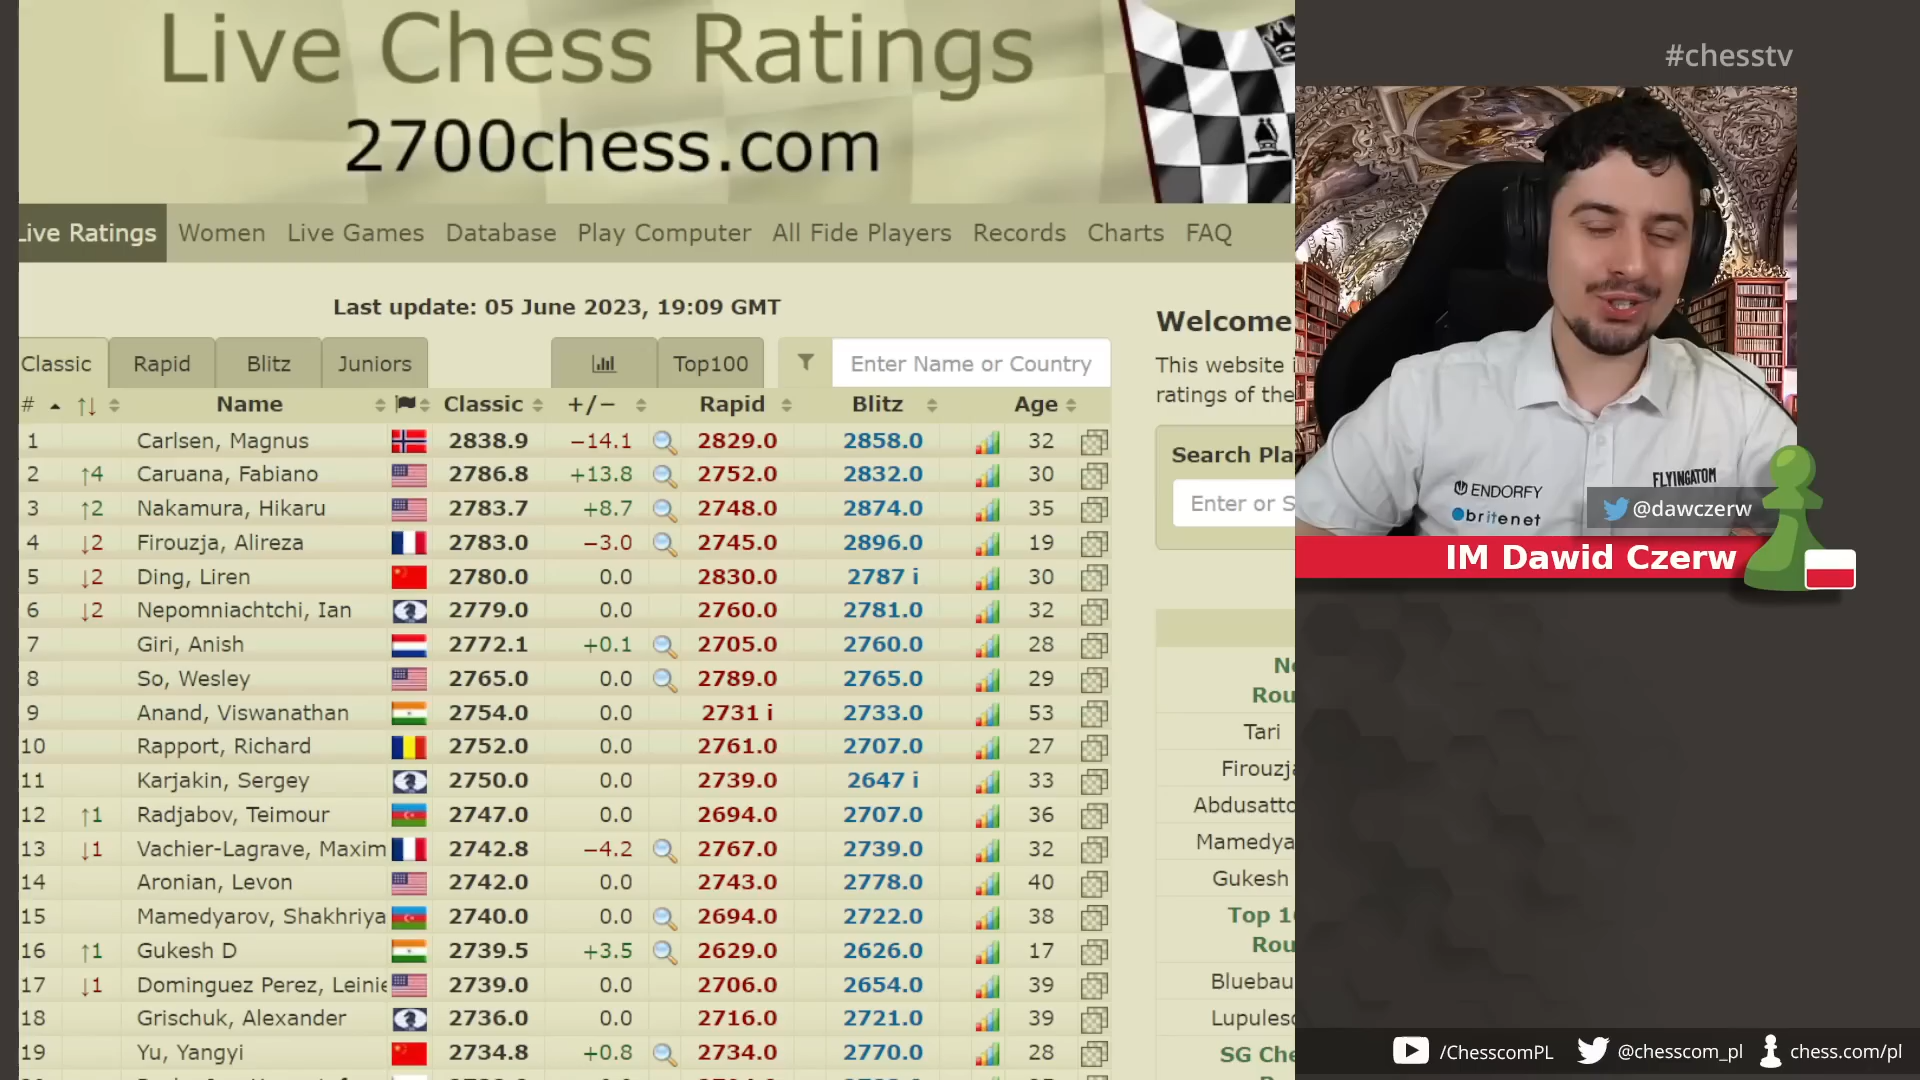 Live Chess Ratings
2700chess.com
Live Ratings Women Live Games Database Play Computer All Fide Players Records Charts FAQ
Last update: 05 June 2023, 19:09 GMT
Classic Rapid Blitz Juniors Top100 Enter Name or Country
# ↑↓ Name Classic +/− Rapid Blitz Age
1 Carlsen, Magnus 2838.9 −14.1 2829.0 2858.0 32
2 ↑4 Caruana, Fabiano 2786.8 +13.8 2752.0 2832.0 30
3 ↑2 Nakamura, Hikaru 2783.7 +8.7 2748.0 2874.0 35
4 ↓2 Firouzja, Alireza 2783.0 −3.0 2745.0 2896.0 19
5 ↓2 Ding, Liren 2780.0 0.0 2830.0 2787 i 30
6 ↓2 Nepomniachtchi, Ian 2779.0 0.0 2760.0 2781.0 32
7 Giri, Anish 2772.1 +0.1 2705.0 2760.0 28
8 So, Wesley 2765.0 0.0 2789.0 2765.0 29
9 Anand, Viswanathan 2754.0 0.0 2731 i 2733.0 53
10 Rapport, Richard 2752.0 0.0 2761.0 2707.0 27
11 Karjakin, Sergey 2750.0 0.0 2739.0 2647 i 33
12 ↑1 Radjabov, Teimour 2747.0 0.0 2694.0 2707.0 36
13 ↓1 Vachier-Lagrave, Maxim 2742.8 −4.2 2767.0 2739.0 32
14 Aronian, Levon 2742.0 0.0 2743.0 2778.0 40
15 Mamedyarov, Shakhriya 2740.0 0.0 2694.0 2722.0 38
16 ↑1 Gukesh D 2739.5 +3.5 2629.0 2626.0 17
17 ↓1 Dominguez Perez, Leinie 2739.0 0.0 2706.0 2654.0 39
18 Grischuk, Alexander 2736.0 0.0 2716.0 2721.0 39
19 Yu, Yangyi 2734.8 +0.8 2734.0 2770.0 28
Welcome
This website i
ratings of the
Search Pla
Enter or S
No
Rou
Tari
Firouzja
Abdusatto
Mamedya
Gukesh
Top 1
Rou
Bluebau
Lupulesc
SG Che
#chesstv
ENDORFY
britenet
FLYINGATOM
@dawczerw
IM Dawid Czerw
/ChesscomPL @chesscom_pl chess.com/pl